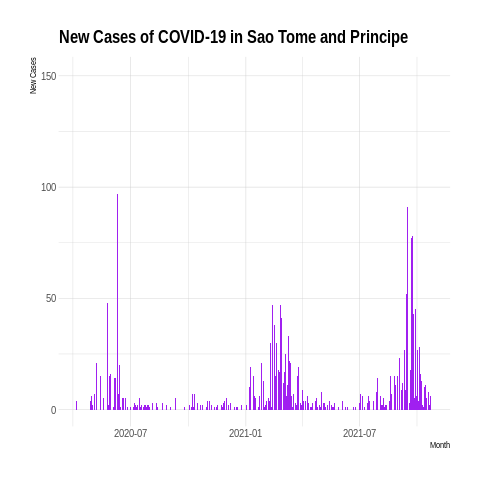 New Cases of COVID-19 in Sao Tome and Principe
New Cases
150
100
50
0
2020-07
2021-01
2021-07
Month